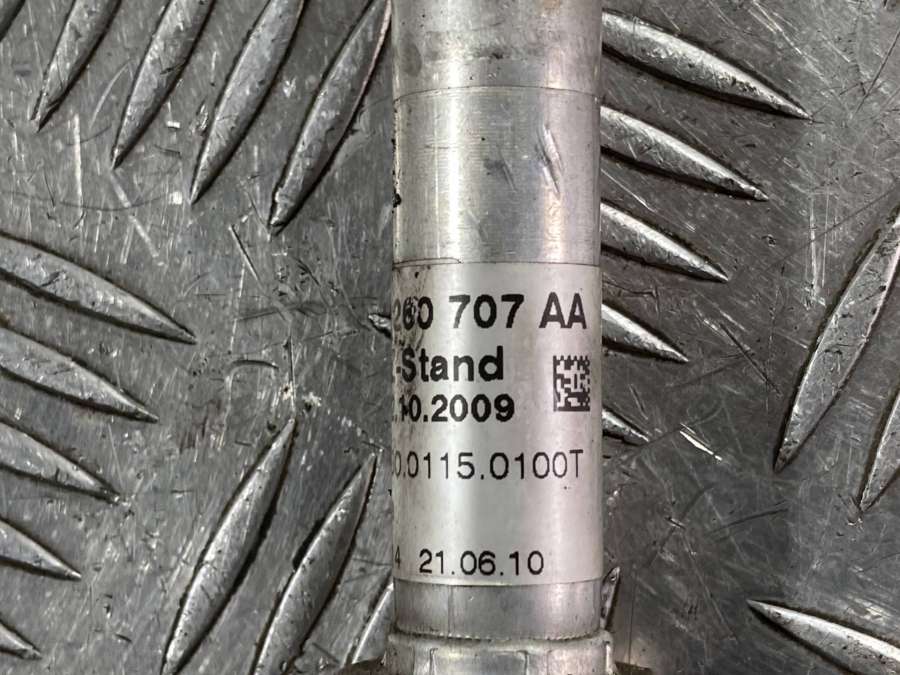 260 707 AA
-Stand
.10.2009
0.0115.0100T
4 21.06.10